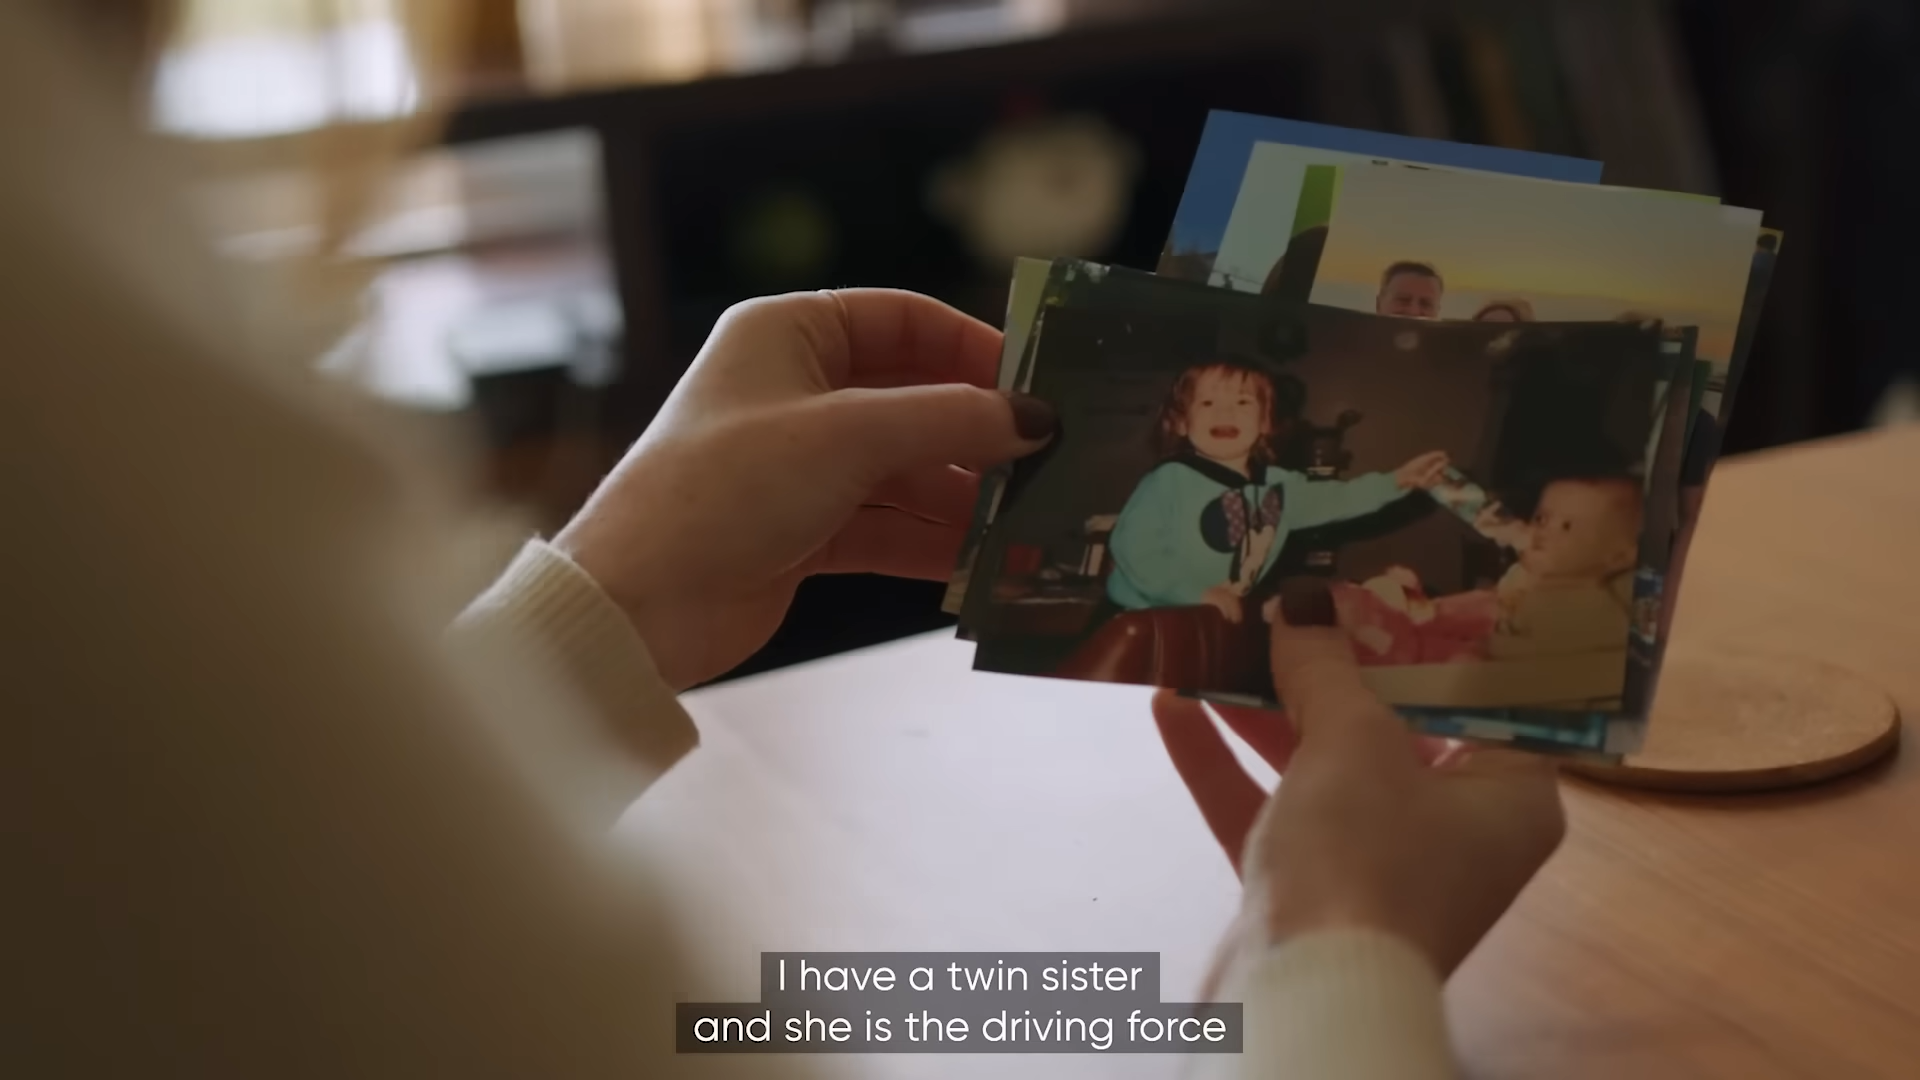 I have a twin sister
and she is the driving force